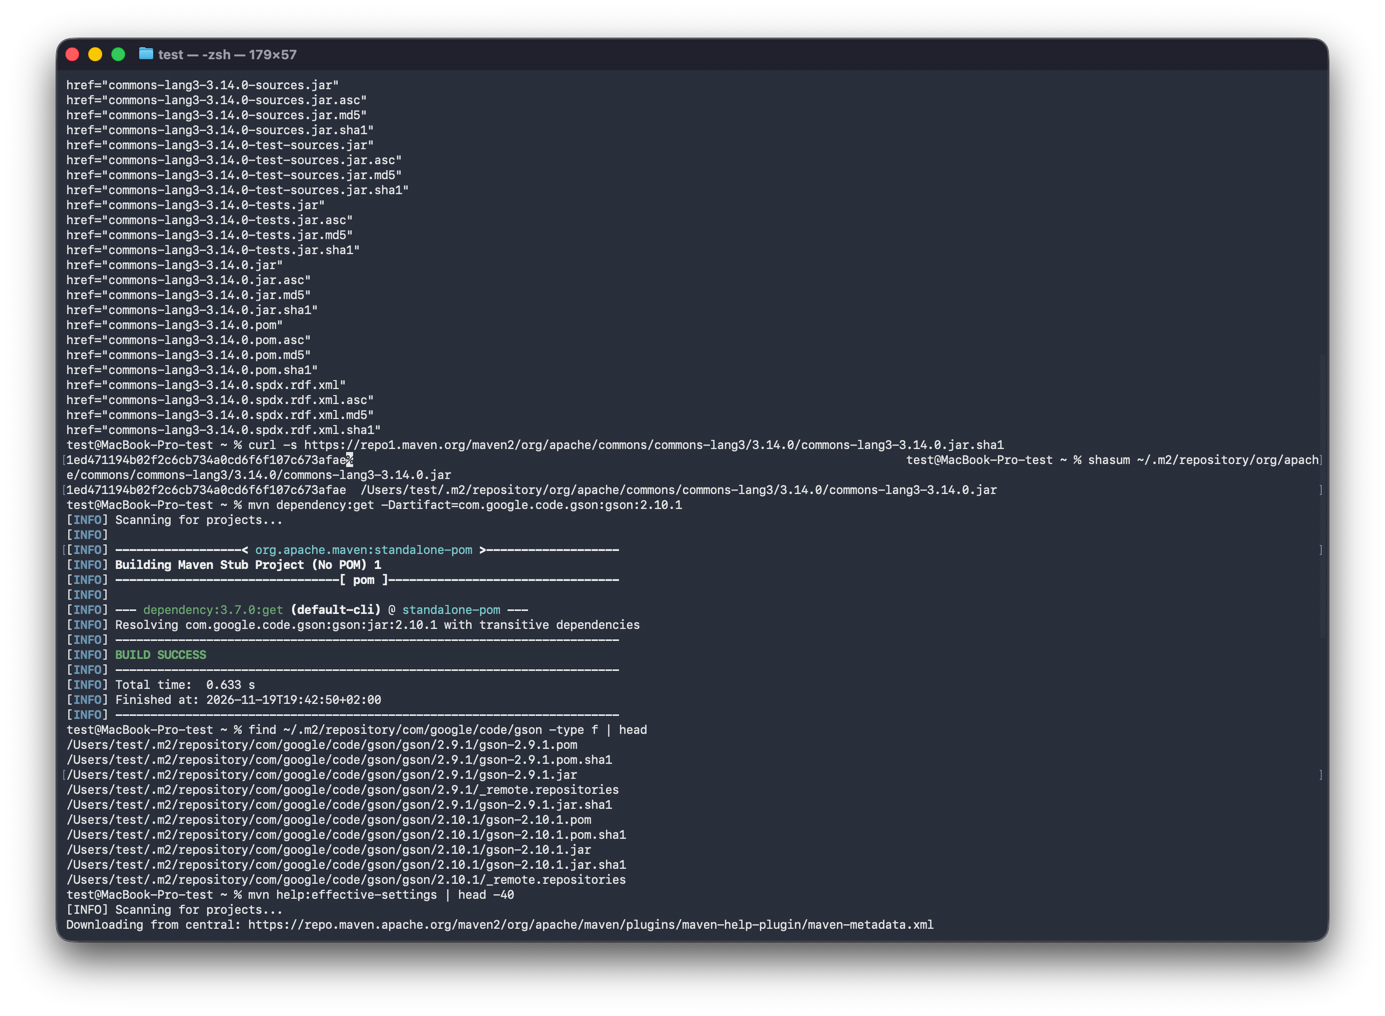 test — -zsh — 179×57
href="commons-lang3-3.14.0-sources.jar"
href="commons-lang3-3.14.0-sources.jar.asc"
href="commons-lang3-3.14.0-sources.jar.md5"
href="commons-lang3-3.14.0-sources.jar.sha1"
href="commons-lang3-3.14.0-test-sources.jar"
href="commons-lang3-3.14.0-test-sources.jar.asc"
href="commons-lang3-3.14.0-test-sources.jar.md5"
href="commons-lang3-3.14.0-test-sources.jar.sha1"
href="commons-lang3-3.14.0-tests.jar"
href="commons-lang3-3.14.0-tests.jar.asc"
href="commons-lang3-3.14.0-tests.jar.md5"
href="commons-lang3-3.14.0-tests.jar.sha1"
href="commons-lang3-3.14.0.jar"
href="commons-lang3-3.14.0.jar.asc"
href="commons-lang3-3.14.0.jar.md5"
href="commons-lang3-3.14.0.jar.sha1"
href="commons-lang3-3.14.0.pom"
href="commons-lang3-3.14.0.pom.asc"
href="commons-lang3-3.14.0.pom.md5"
href="commons-lang3-3.14.0.pom.sha1"
href="commons-lang3-3.14.0.spdx.rdf.xml"
href="commons-lang3-3.14.0.spdx.rdf.xml.asc"
href="commons-lang3-3.14.0.spdx.rdf.xml.md5"
href="commons-lang3-3.14.0.spdx.rdf.xml.sha1"
test@MacBook-Pro-test ~ % curl -s https://repo1.maven.org/maven2/org/apache/commons/commons-lang3/3.14.0/commons-lang3-3.14.0.jar.sha1
[1ed471194b02f2c6cb734a0cd6f6f107c673afae% test@MacBook-Pro-test ~ % shasum ~/.m2/repository/org/apach]
e/commons/commons-lang3/3.14.0/commons-lang3-3.14.0.jar
[1ed471194b02f2c6cb734a0cd6f6f107c673afae  /Users/test/.m2/repository/org/apache/commons/commons-lang3/3.14.0/commons-lang3-3.14.0.jar ]
test@MacBook-Pro-test ~ % mvn dependency:get -Dartifact=com.google.code.gson:gson:2.10.1
[INFO] Scanning for projects...
[INFO]
[[INFO] ------------------< org.apache.maven:standalone-pom >------------------- ]
[INFO] Building Maven Stub Project (No POM) 1
[INFO] --------------------------------[ pom ]---------------------------------
[INFO]
[INFO] --- dependency:3.7.0:get (default-cli) @ standalone-pom ---
[INFO] Resolving com.google.code.gson:gson:jar:2.10.1 with transitive dependencies
[INFO] ------------------------------------------------------------------------
[INFO] BUILD SUCCESS
[INFO] ------------------------------------------------------------------------
[INFO] Total time:  0.633 s
[INFO] Finished at: 2026-11-19T19:42:50+02:00
[INFO] ------------------------------------------------------------------------
test@MacBook-Pro-test ~ % find ~/.m2/repository/com/google/code/gson -type f | head
/Users/test/.m2/repository/com/google/code/gson/gson/2.9.1/gson-2.9.1.pom
/Users/test/.m2/repository/com/google/code/gson/gson/2.9.1/gson-2.9.1.pom.sha1
[/Users/test/.m2/repository/com/google/code/gson/gson/2.9.1/gson-2.9.1.jar ]
/Users/test/.m2/repository/com/google/code/gson/gson/2.9.1/_remote.repositories
/Users/test/.m2/repository/com/google/code/gson/gson/2.9.1/gson-2.9.1.jar.sha1
/Users/test/.m2/repository/com/google/code/gson/gson/2.10.1/gson-2.10.1.pom
/Users/test/.m2/repository/com/google/code/gson/gson/2.10.1/gson-2.10.1.pom.sha1
/Users/test/.m2/repository/com/google/code/gson/gson/2.10.1/gson-2.10.1.jar
/Users/test/.m2/repository/com/google/code/gson/gson/2.10.1/gson-2.10.1.jar.sha1
/Users/test/.m2/repository/com/google/code/gson/gson/2.10.1/_remote.repositories
test@MacBook-Pro-test ~ % mvn help:effective-settings | head -40
[INFO] Scanning for projects...
Downloading from central: https://repo.maven.apache.org/maven2/org/apache/maven/plugins/maven-help-plugin/maven-metadata.xml